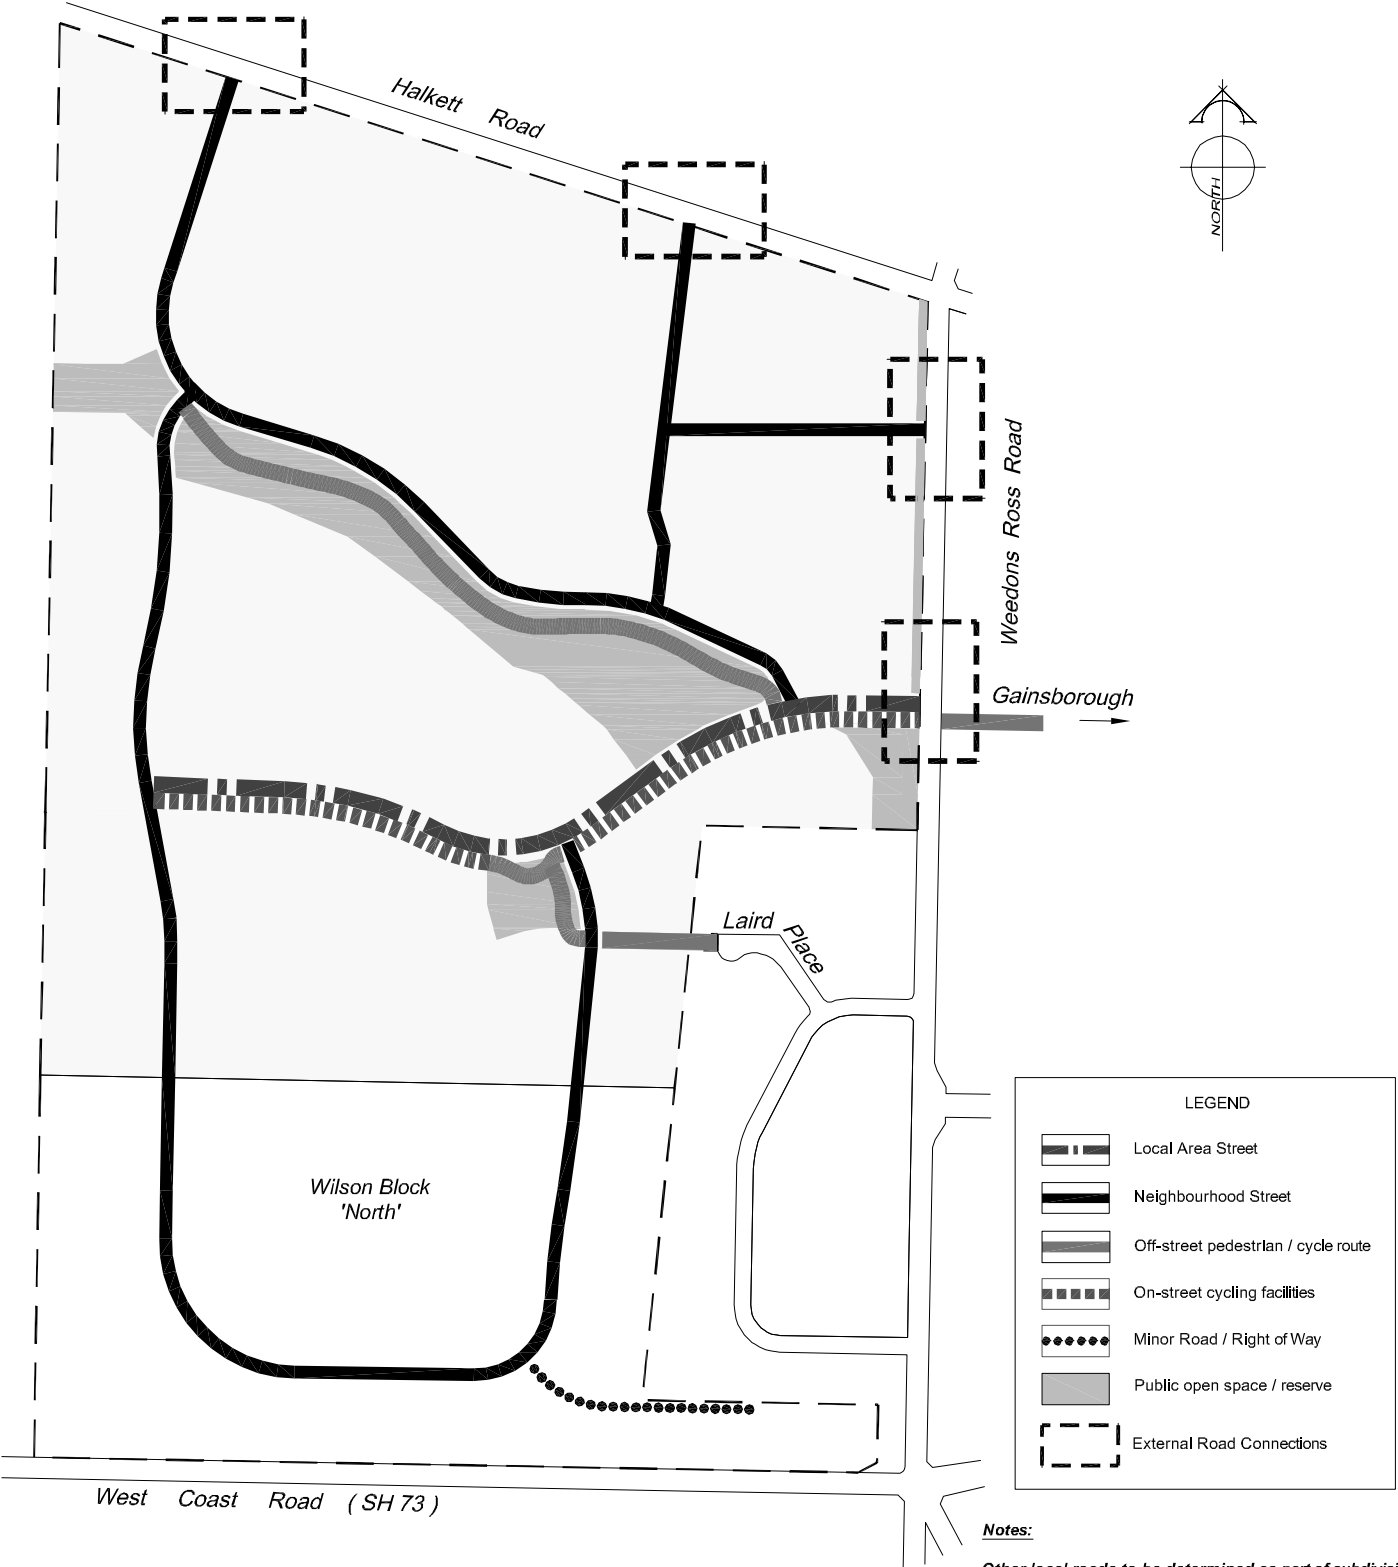 Halkett Road
NORTH
Weedons Ross Road
Gainsborough
Laird Place
Wilson Block
'North'
LEGEND
Local Area Street
Neighbourhood Street
Off-street pedestrian / cycle route
On-street cycling facilities
Minor Road / Right of Way
Public open space / reserve
External Road Connections
West Coast Road ( SH 73 )
Notes: